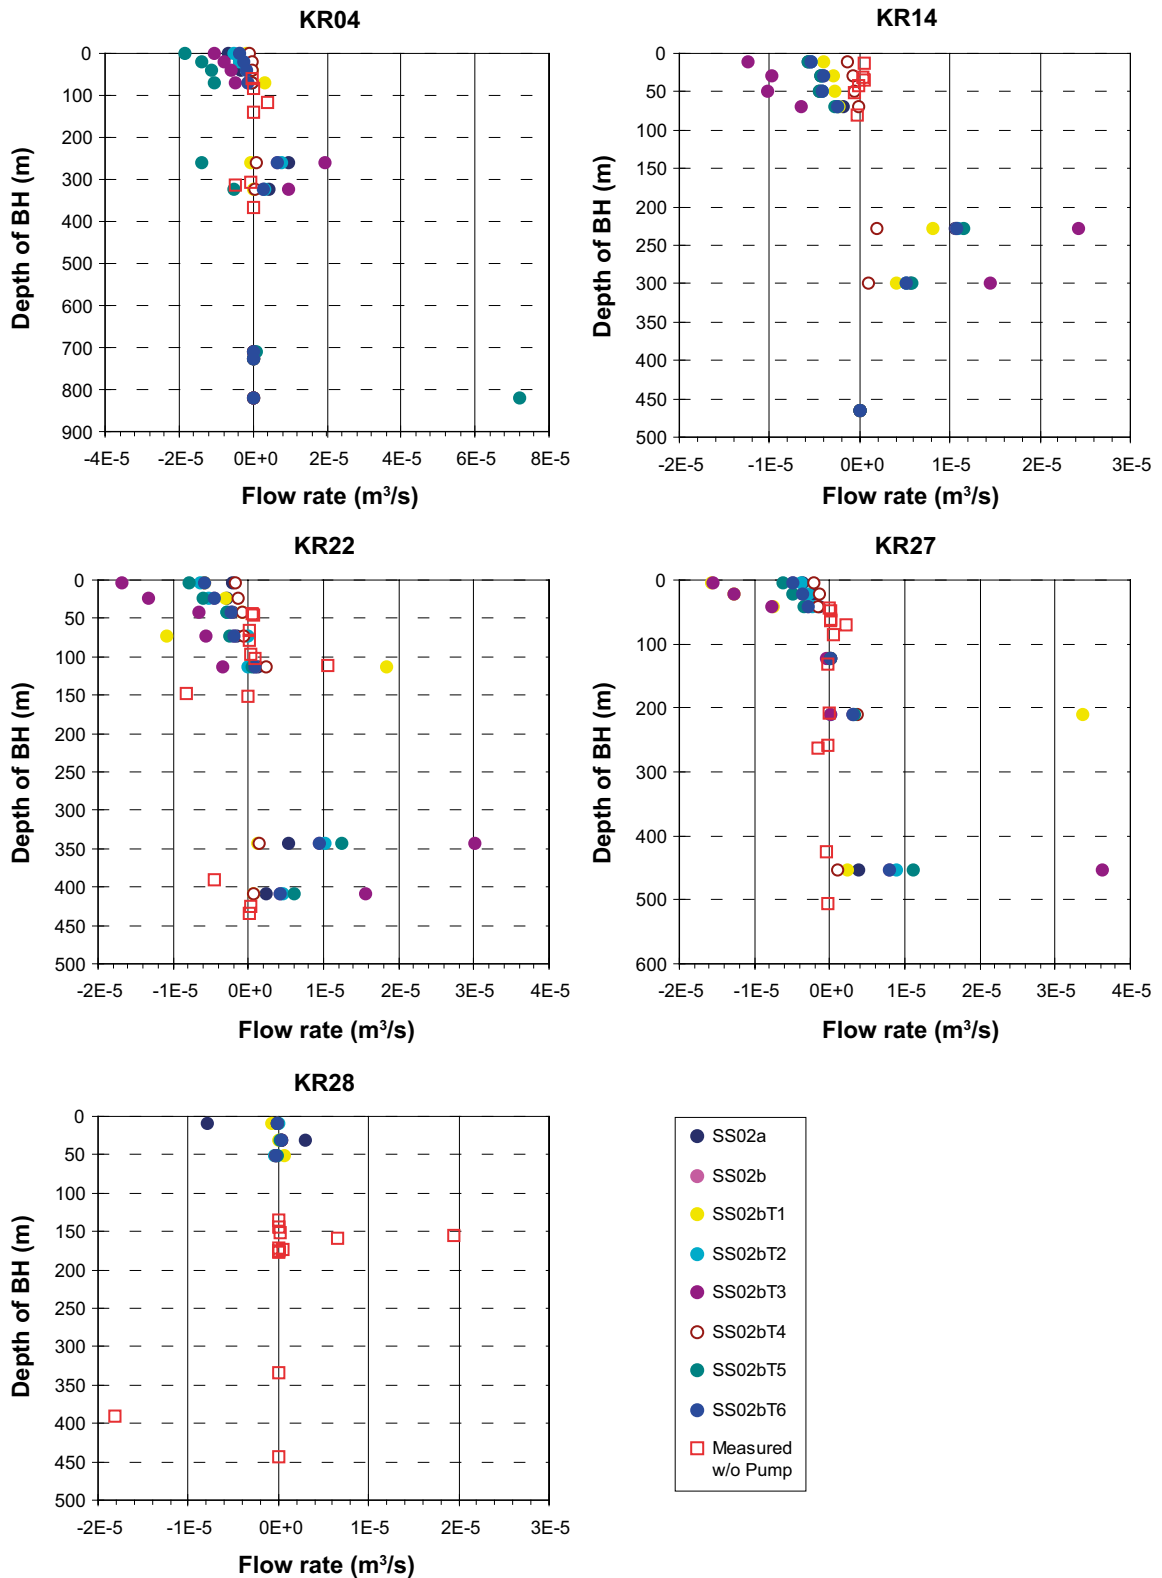 KR04
0
100
200
300
400
500
600
700
800
900
Depth of BH (m)
-4E-5 -2E-5 0E+0 2E-5 4E-5 6E-5 8E-5
Flow rate (m³/s)
KR14
0
50
100
150
200
250
300
350
400
450
500
Depth of BH (m)
-2E-5 -1E-5 0E+0 1E-5 2E-5 3E-5
Flow rate (m³/s)
KR22
0
50
100
150
200
250
300
350
400
450
500
Depth of BH (m)
-2E-5 -1E-5 0E+0 1E-5 2E-5 3E-5 4E-5
Flow rate (m³/s)
KR27
0
100
200
300
400
500
600
Depth of BH (m)
-2E-5 -1E-5 0E+0 1E-5 2E-5 3E-5 4E-5
Flow rate (m³/s)
KR28
0
50
100
150
200
250
300
350
400
450
500
Depth of BH (m)
-2E-5 -1E-5 0E+0 1E-5 2E-5 3E-5
Flow rate (m³/s)
SS02a
SS02b
SS02bT1
SS02bT2
SS02bT3
SS02bT4
SS02bT5
SS02bT6
Measured
w/o Pump